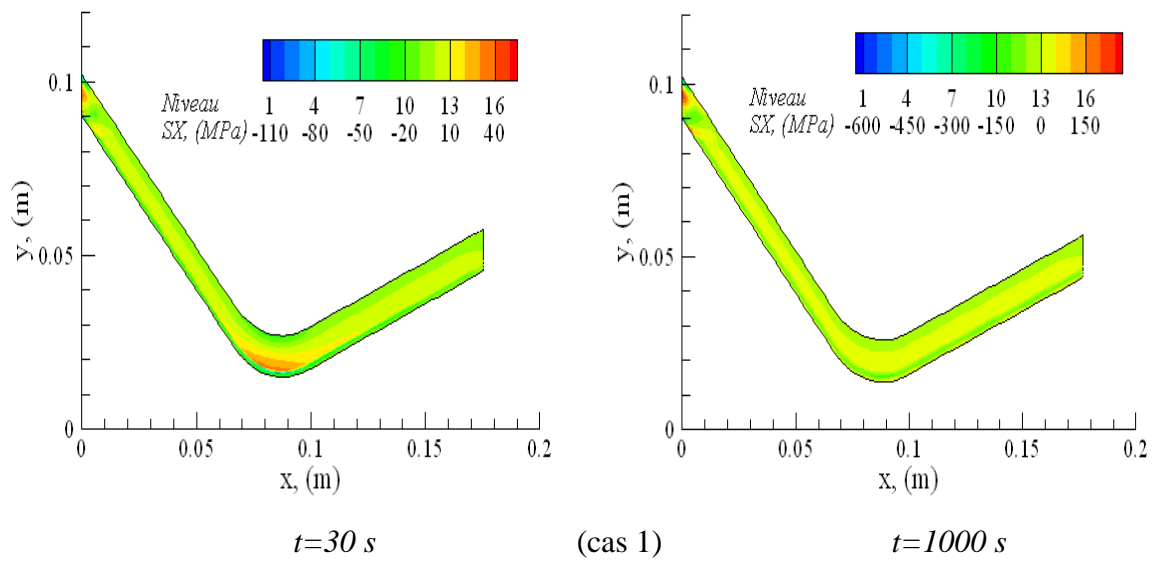 0.1
0.05
0
y, (m)
Niveau 1 4 7 10 13 16
SX, (MPa) -110 -80 -50 -20 10 40
0 0.05 0.1 0.15 0.2
x, (m)
0.1
0.05
0
y, (m)
Niveau 1 4 7 10 13 16
SX, (MPa) -600 -450 -300 -150 0 150
0 0.05 0.1 0.15 0.2
x, (m)
t=30 s (cas 1) t=1000 s